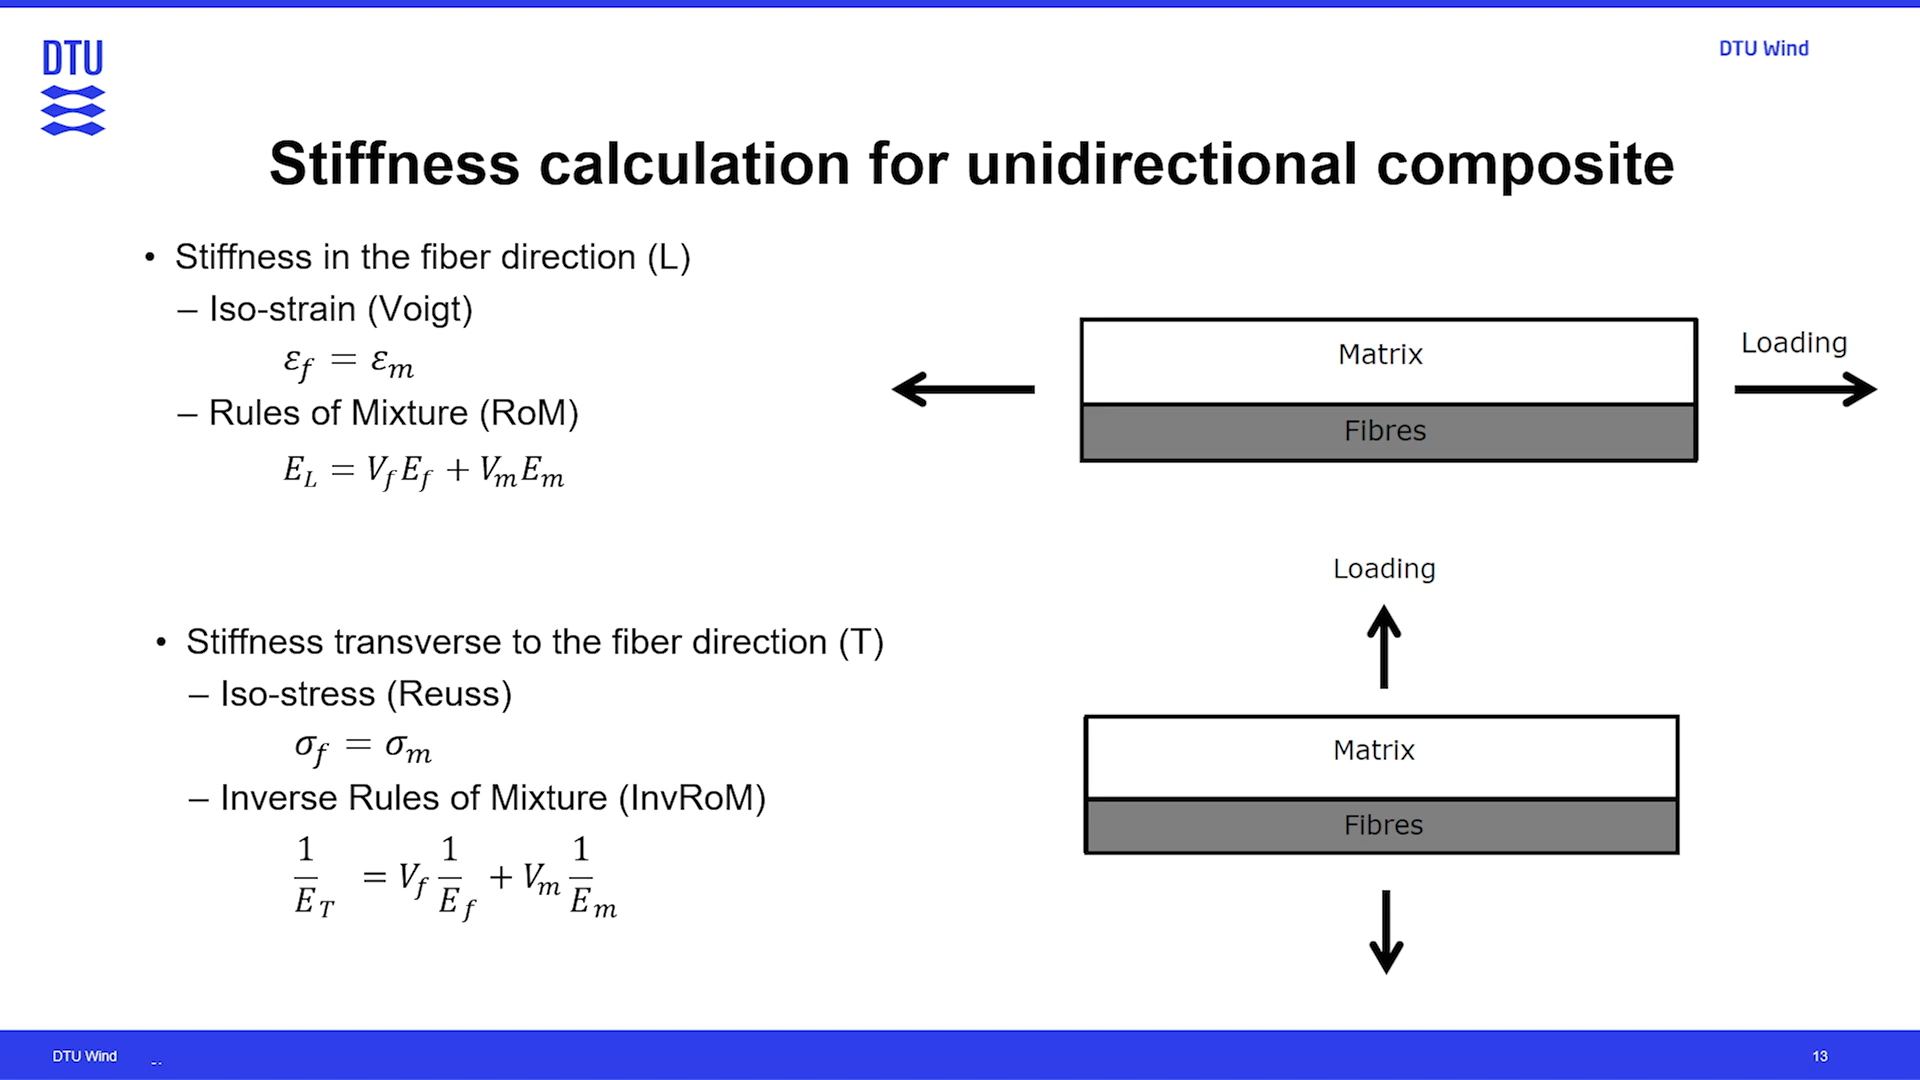 DTU
DTU Wind
Stiffness calculation for unidirectional composite
• Stiffness in the fiber direction (L)
– Iso-strain (Voigt)
ε_f = ε_m
– Rules of Mixture (RoM)
E_L = V_f E_f + V_m E_m
Matrix
Fibres
Loading
• Stiffness transverse to the fiber direction (T)
– Iso-stress (Reuss)
σ_f = σ_m
– Inverse Rules of Mixture (InvRoM)
1/E_T = V_f 1/E_f + V_m 1/E_m
Loading
Matrix
Fibres
DTU Wind
13